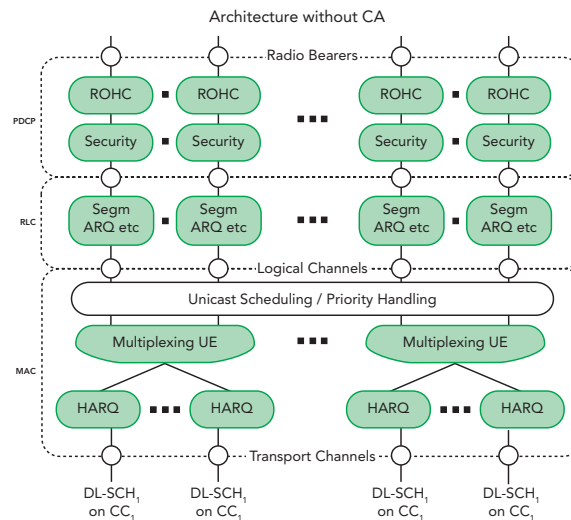 Architecture without CA
Radio Bearers
PDCP
ROHC ROHC ROHC ROHC
Security Security Security Security
RLC
Segm Segm Segm Segm
ARQ etc ARQ etc ARQ etc ARQ etc
Logical Channels
Unicast Scheduling / Priority Handling
MAC
Multiplexing UE Multiplexing UE
HARQ HARQ HARQ HARQ
Transport Channels
DL-SCH₁ DL-SCH₁ DL-SCH₁ DL-SCH₁
on CC₁ on CC₁ on CC₁ on CC₁